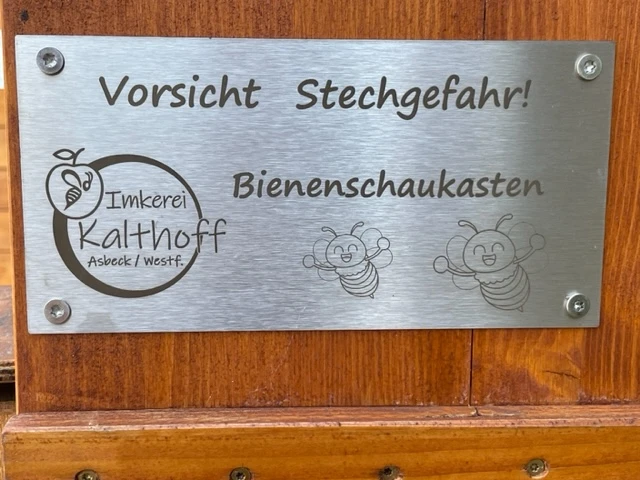 Vorsicht Stechgefahr!
Bienenschaukasten
Imkerei
Kalthoff
Asbeck / Westf.